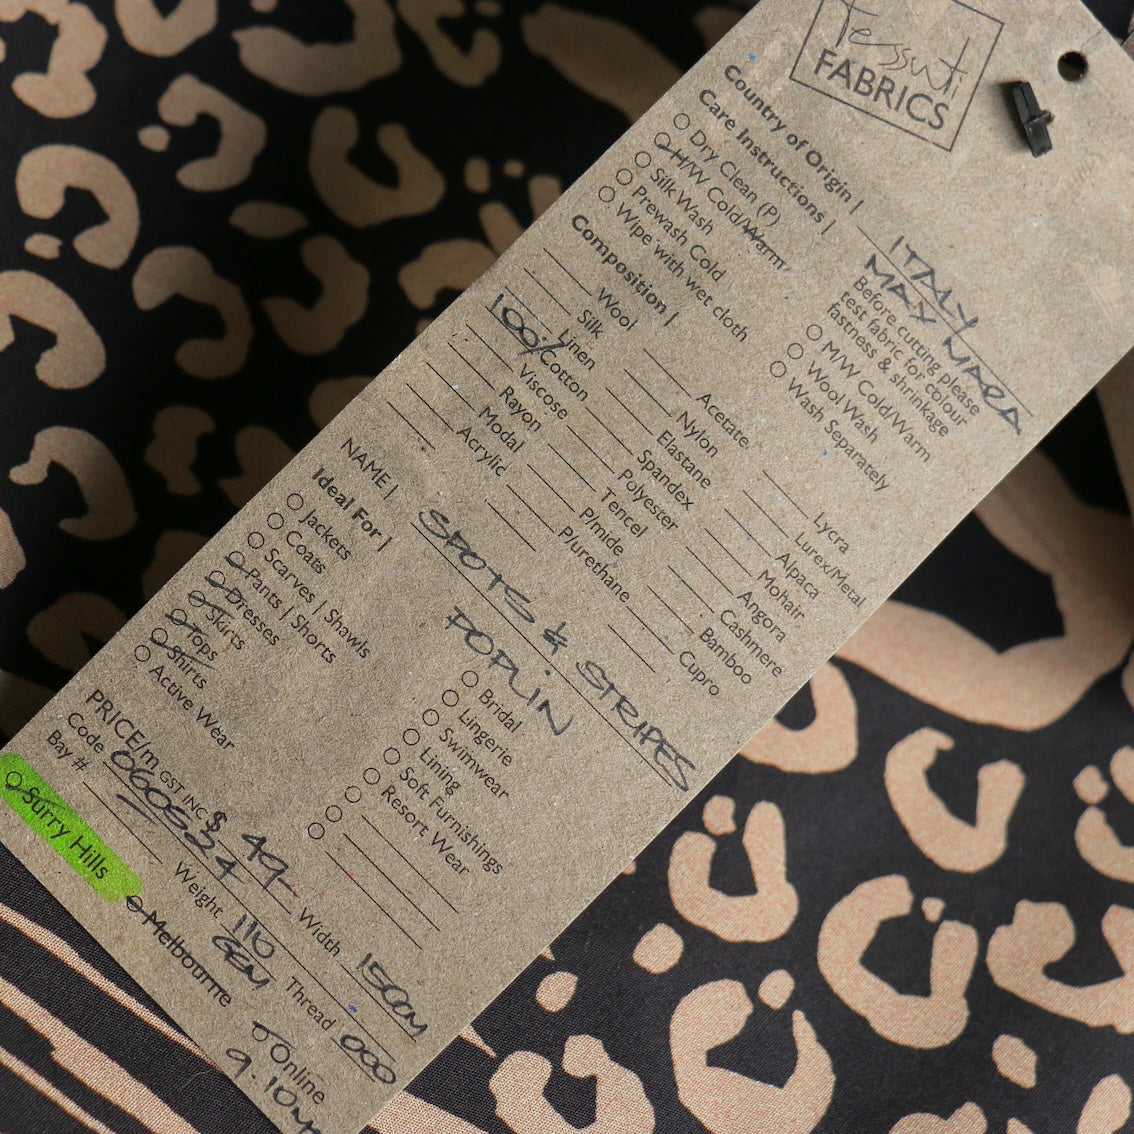 Tessuti
FABRICS
Country of Origin | ITALY
Care Instructions | MAX MARA
Dry Clean (P)
H/W Cold/Warm
Silk Wash
Prewash Cold
Wipe with wet cloth
Before cutting please
test fabric for colour
fastness & shrinkage
M/W Cold/Warm
Wool Wash
Wash Separately
Composition |
Wool
Silk
Linen
100% Cotton
Viscose
Rayon
Modal
Acrylic
Acetate
Nylon
Elastane
Spandex
Polyester
Tencel
P/mide
P/urethane
Lycra
Lurex/Metal
Alpaca
Mohair
Angora
Cashmere
Bamboo
Cupro
NAME | SPOTS & STRIPES
POPLIN
Ideal For |
Jackets
Coats
Scarves | Shawls
Pants | Shorts
Dresses
Skirts
Tops
Shirts
Active Wear
Bridal
Lingerie
Swimwear
Lining
Soft Furnishings
Resort Wear
PRICE/m GST INC $ 49- Width 150CM
Code 060524 Weight 110 GSM Thread 000
Bay #
Surry Hills
Melbourne
Online